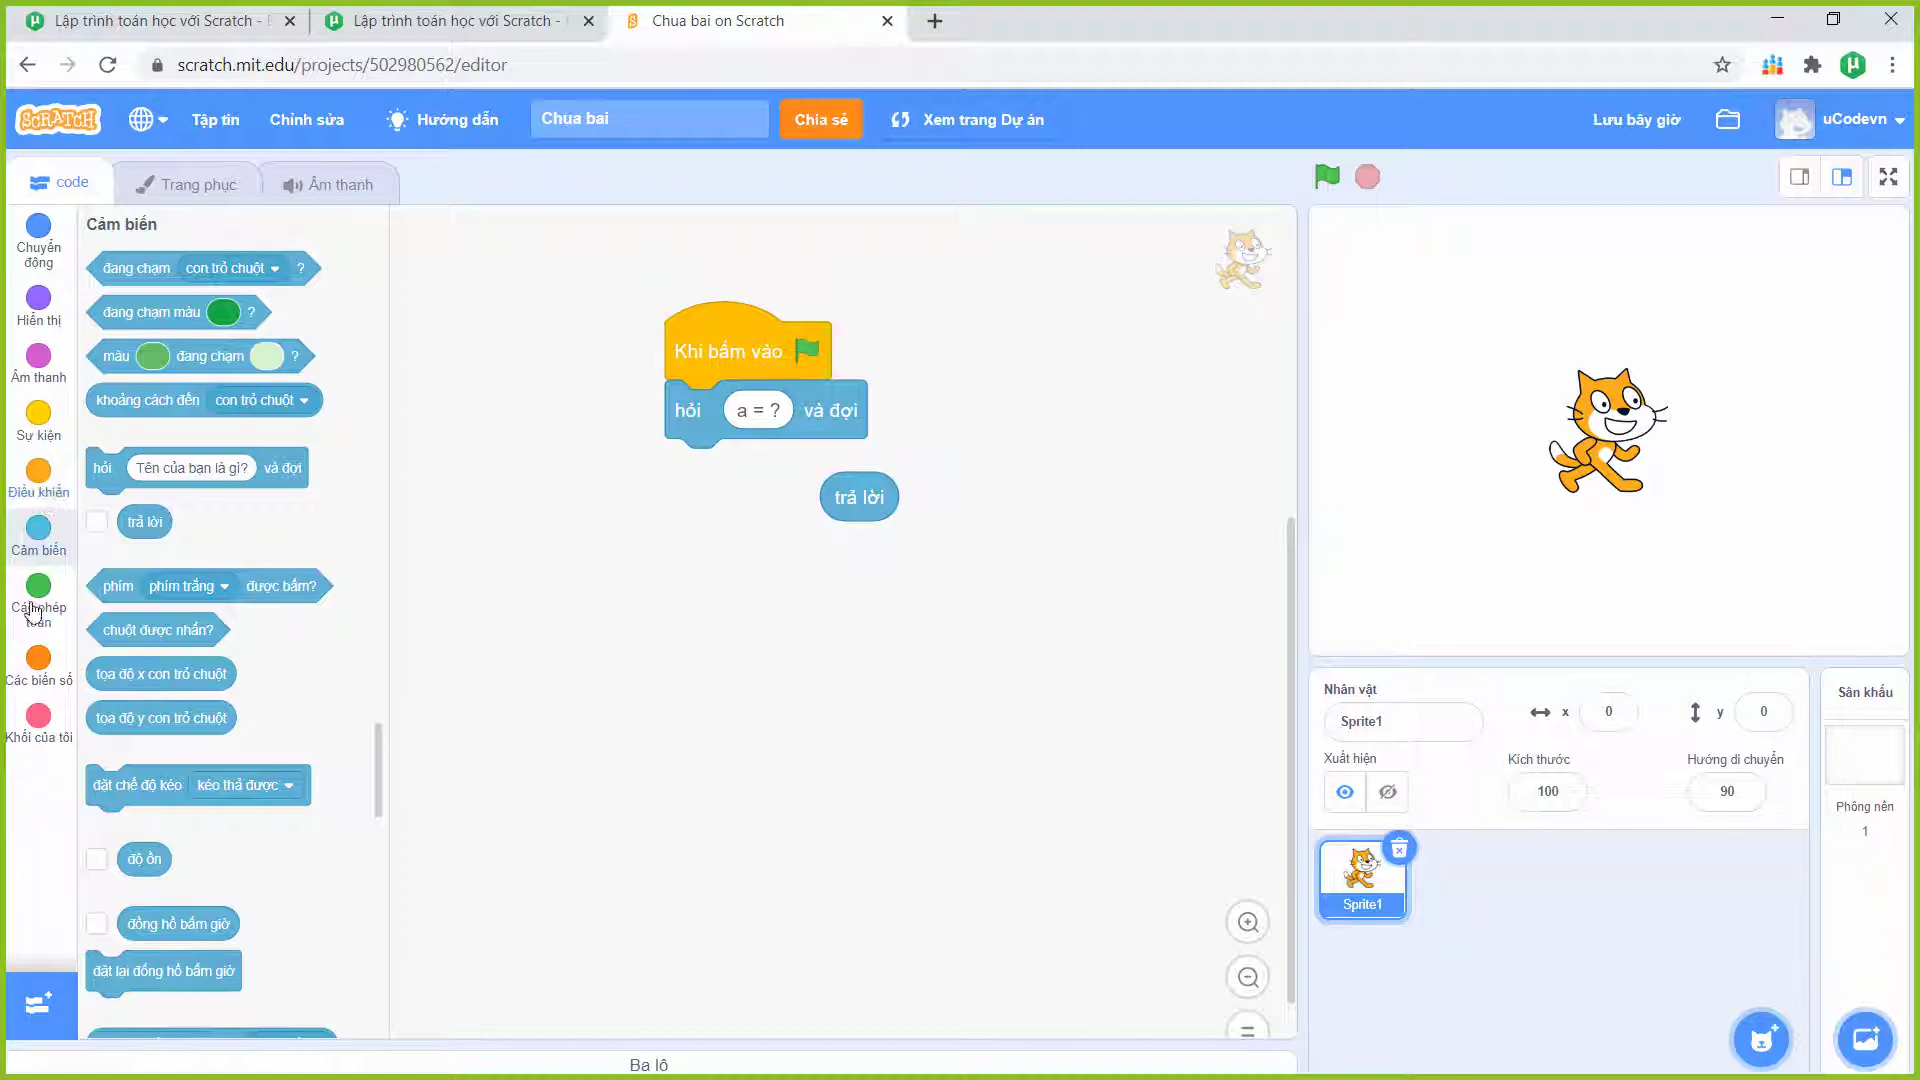 Lập trình toán học với Scratch -
Lập trình toán học với Scratch -
Chua bai on Scratch
scratch.mit.edu/projects/502980562/editor
SCRATCH
Tập tin
Chỉnh sửa
Hướng dẫn
Chua bai
Chia sẻ
Xem trang Dự án
Lưu bây giờ
uCodevn
code
Trang phục
Âm thanh
Chuyển
động
Hiển thị
Âm thanh
Sự kiện
Điều khiển
Cảm biến
Các phép
toán
Các biến số
Khối của tôi
Cảm biến
đang chạm con trỏ chuột ?
đang chạm màu ?
màu đang chạm ?
khoảng cách đến con trỏ chuột
hỏi Tên của bạn là gì? và đợi
trả lời
phím phím trắng được bấm?
chuột được nhấn?
tọa độ x con trỏ chuột
tọa độ y con trỏ chuột
đặt chế độ kéo kéo thả được
độ ồn
đồng hồ bấm giờ
đặt lại đồng hồ bấm giờ
Khi bấm vào
hỏi a = ? và đợi
trả lời
Ba lô
Nhân vật
Sprite1
x 0
y 0
Xuất hiện
Kích thước
100
Hướng di chuyển
90
Sprite1
Sân khấu
Phông nền
1